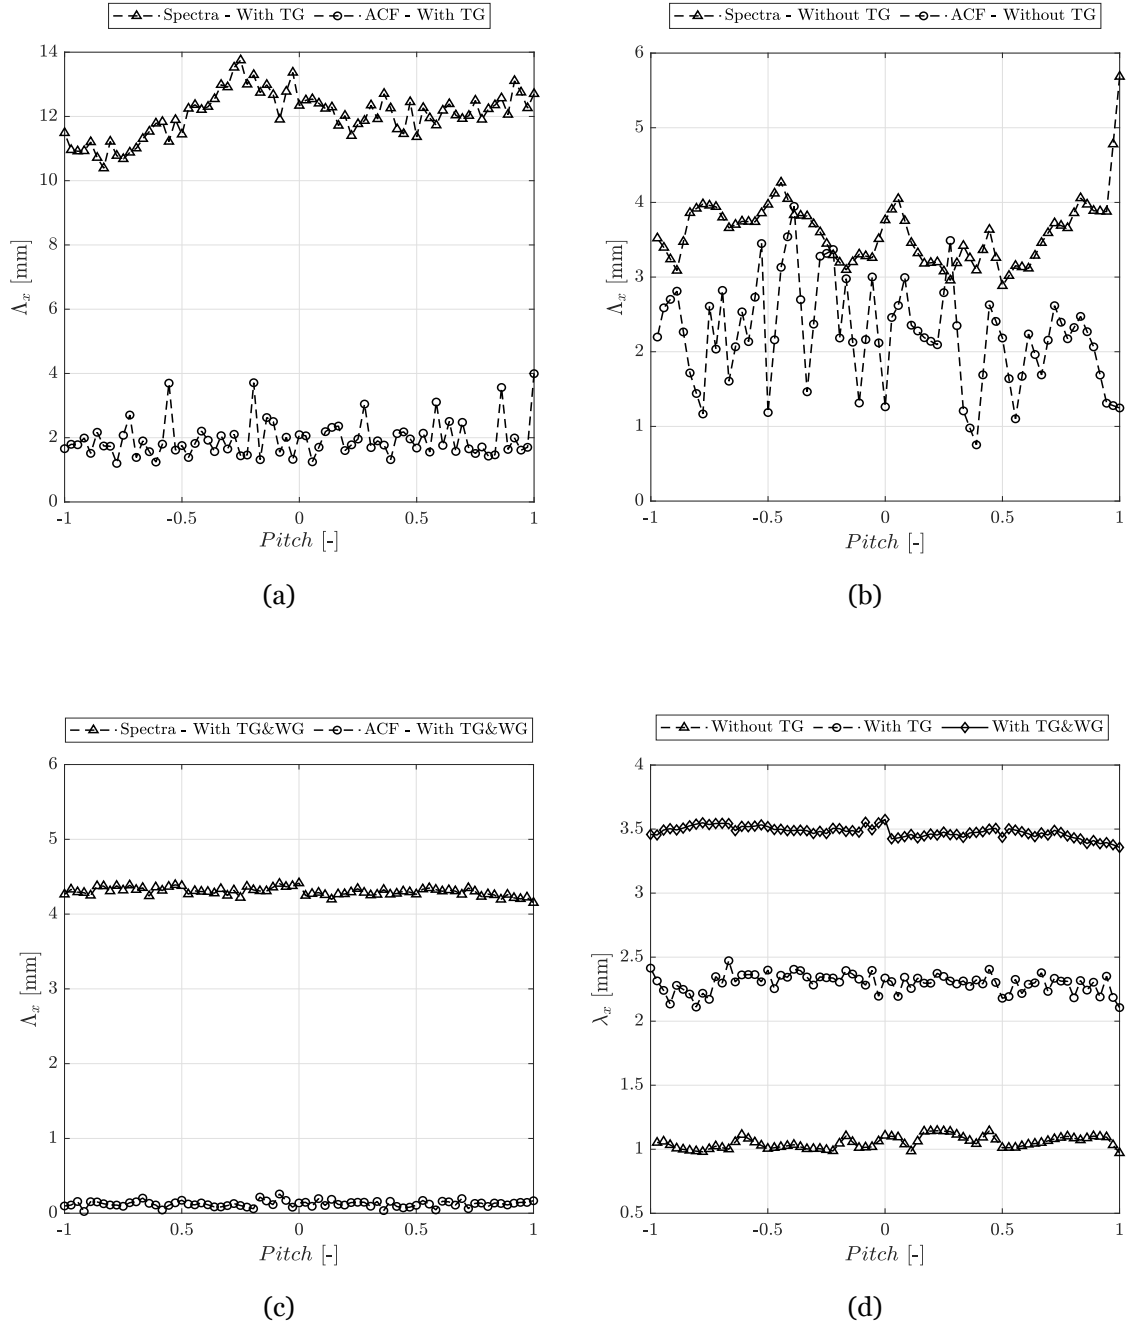 Spectra - With TG ACF - With TG
14
12
10
8
6
4
2
0
Λx [mm]
-1 -0.5 0 0.5 1
Pitch [-]
(a)
Spectra - Without TG ACF - Without TG
6
5
4
3
2
1
0
Λx [mm]
-1 -0.5 0 0.5 1
Pitch [-]
(b)
Spectra - With TG&WG ACF - With TG&WG
6
5
4
3
2
1
0
Λx [mm]
-1 -0.5 0 0.5 1
Pitch [-]
(c)
Without TG With TG With TG&WG
4
3.5
3
2.5
2
1.5
1
0.5
λx [mm]
-1 -0.5 0 0.5 1
Pitch [-]
(d)